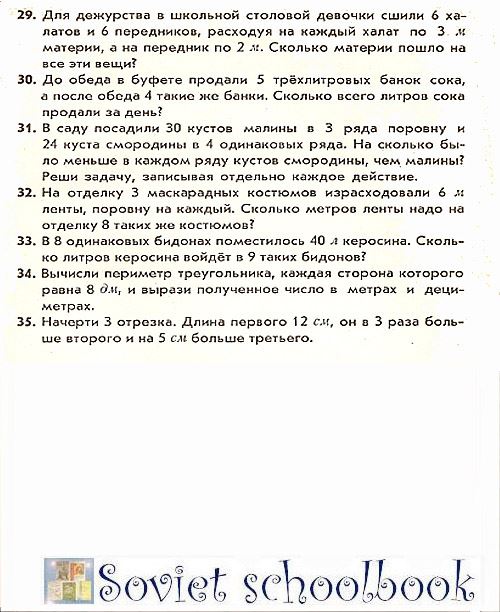 29. Для дежурства в школьной столовой девочки сшили 6 ха-
латов и 6 передников, расходуя на каждый халат по 3 м
материи, а на передник по 2 м. Сколько материи пошло на
все эти вещи?
30. До обеда в буфете продали 5 трёхлитровых банок сока,
а после обеда 4 такие же банки. Сколько всего литров сока
продали за день?
31. В саду посадили 30 кустов малины в 3 ряда поровну и
24 куста смородины в 4 одинаковых ряда. На сколько бы-
ло меньше в каждом ряду кустов смородины, чем малины?
Реши задачу, записывая отдельно каждое действие.
32. На отделку 3 маскарадных костюмов израсходовали 6 м
ленты, поровну на каждый. Сколько метров ленты надо на
отделку 8 таких же костюмов?
33. В 8 одинаковых бидонах поместилось 40 л керосина. Сколь-
ко литров керосина войдёт в 9 таких бидонов?
34. Вычисли периметр треугольника, каждая сторона которого
равна 8 дм, и вырази полученное число в метрах и деци-
метрах.
35. Начерти 3 отрезка. Длина первого 12 см, он в 3 раза боль-
ше второго и на 5 см больше третьего.
Soviet schoolbook